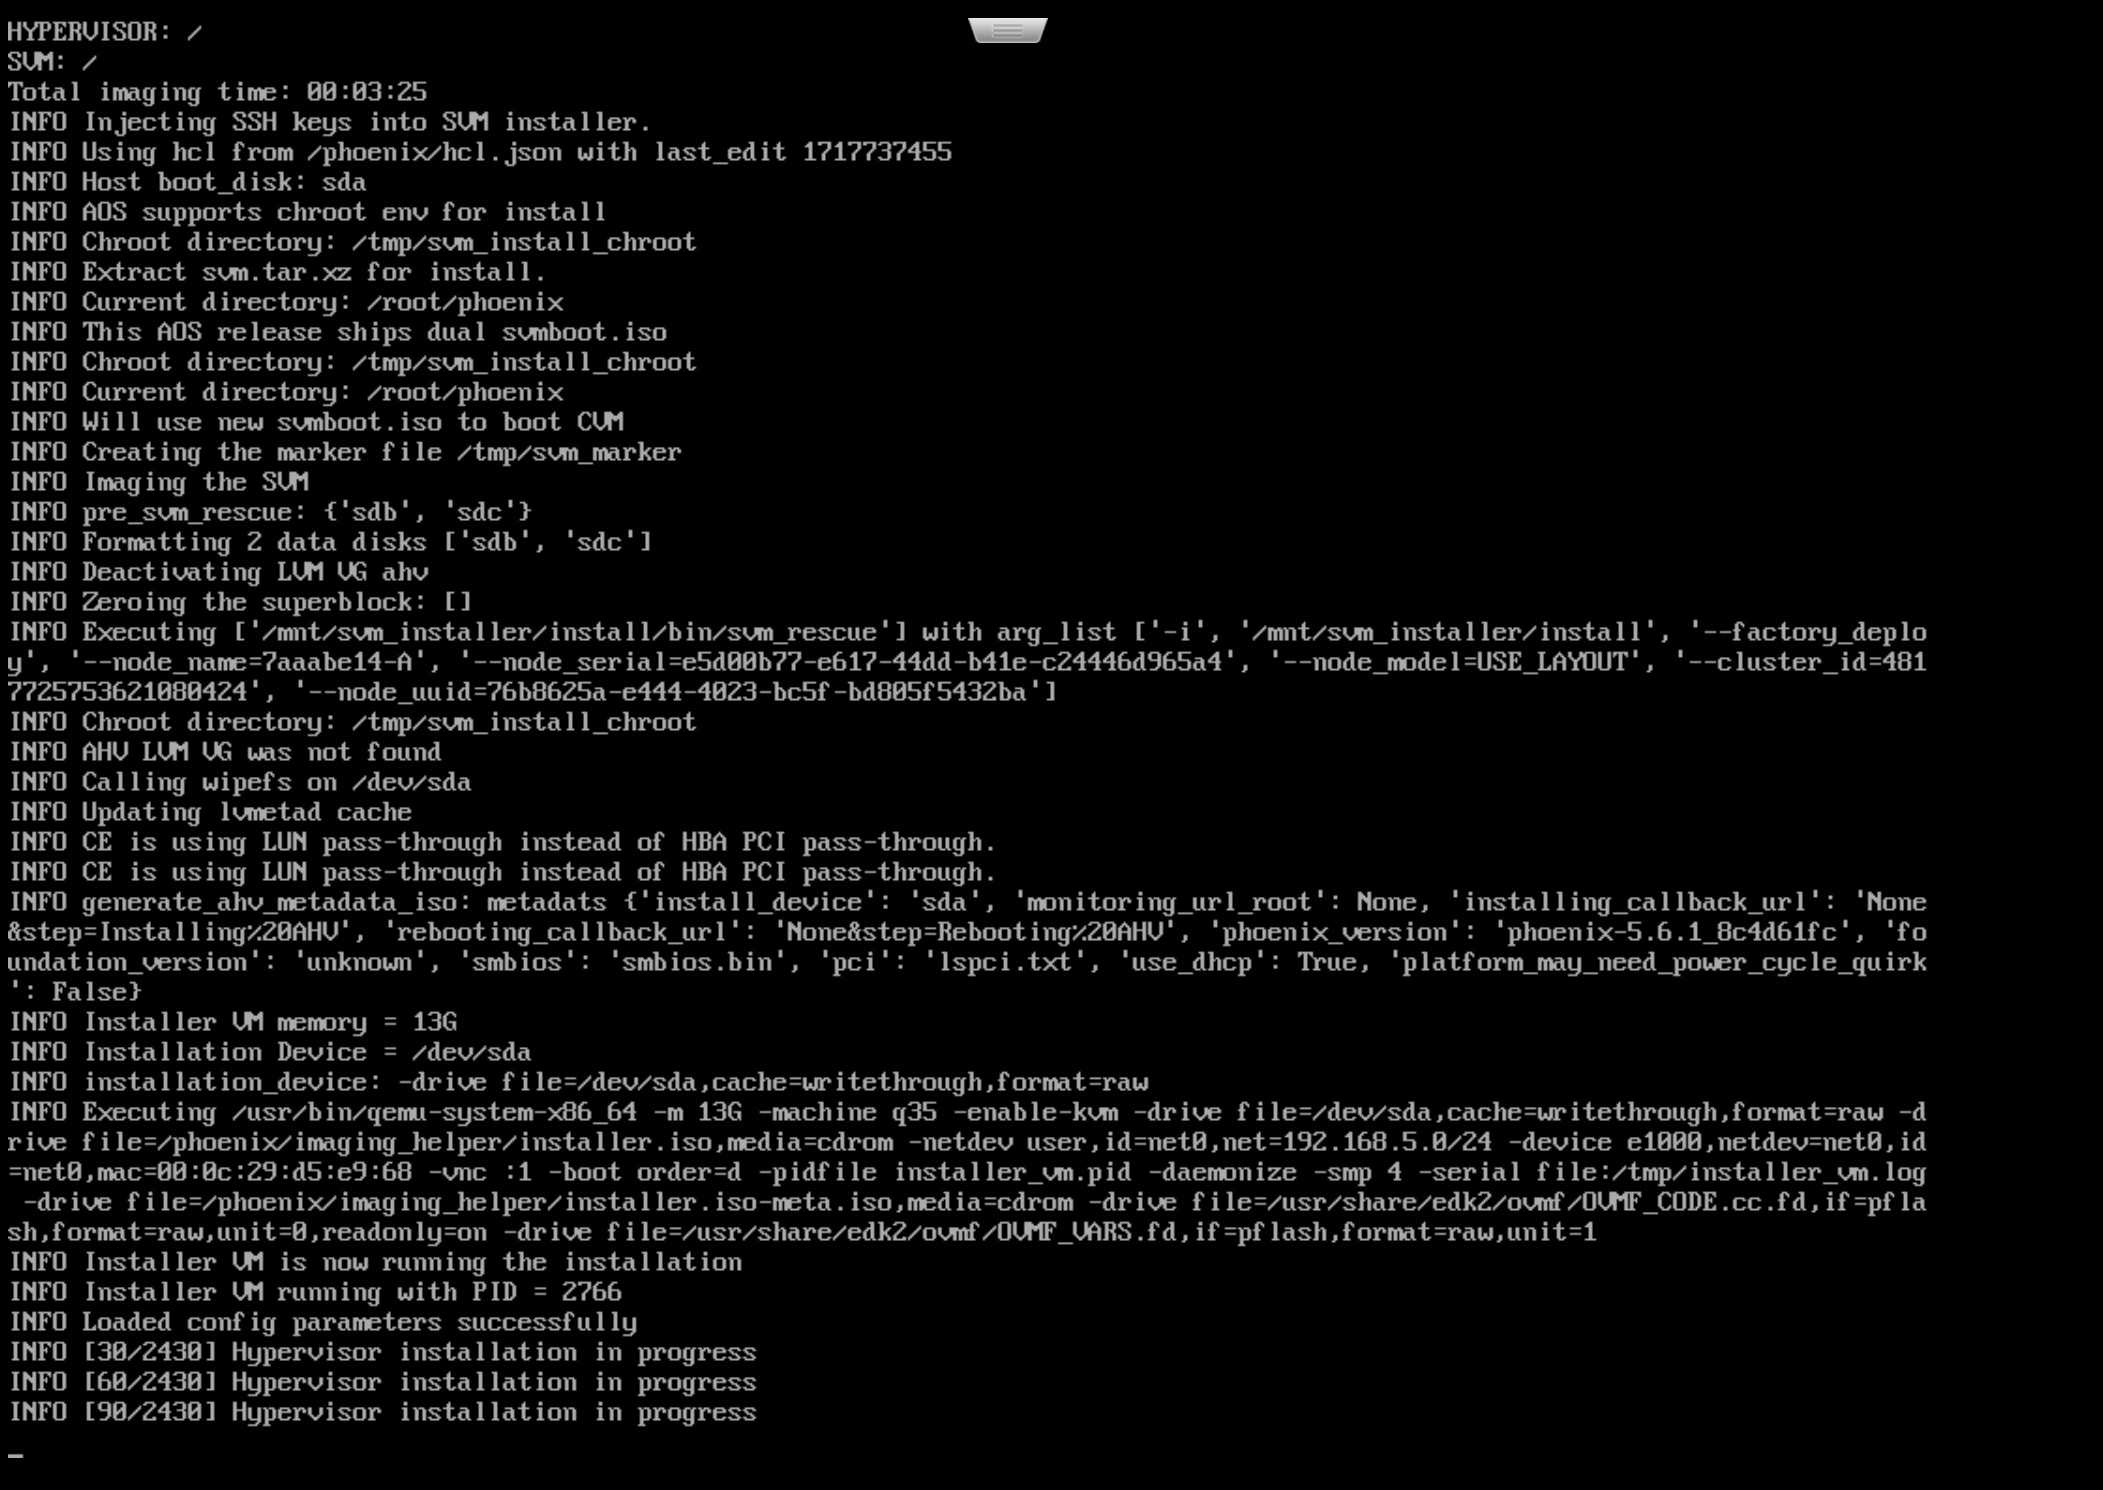 HYPERVISOR: /
SVM: /
Total imaging time: 00:03:25
INFO Injecting SSH keys into SVM installer.
INFO Using hcl from /phoenix/hcl.json with last_edit 1717737455
INFO Host boot_disk: sda
INFO AOS supports chroot env for install
INFO Chroot directory: /tmp/svm_install_chroot
INFO Extract svm.tar.xz for install.
INFO Current directory: /root/phoenix
INFO This AOS release ships dual svmboot.iso
INFO Chroot directory: /tmp/svm_install_chroot
INFO Current directory: /root/phoenix
INFO Will use new svmboot.iso to boot CVM
INFO Creating the marker file /tmp/svm_marker
INFO Imaging the SVM
INFO pre_svm_rescue: {'sdb', 'sdc'}
INFO Formatting 2 data disks ['sdb', 'sdc']
INFO Deactivating LVM VG ahv
INFO Zeroing the superblock: []
INFO Executing ['/mnt/svm_installer/install/bin/svm_rescue'] with arg_list ['-i', '/mnt/svm_installer/install', '--factory_deplo
y', '--node_name=7aaabe14-A', '--node_serial=e5d00b77-e617-44dd-b41e-c24446d965a4', '--node_model=USE_LAYOUT', '--cluster_id=481
7725753621080424', '--node_uuid=76b8625a-e444-4023-bc5f-bd805f5432ba']
INFO Chroot directory: /tmp/svm_install_chroot
INFO AHV LVM VG was not found
INFO Calling wipefs on /dev/sda
INFO Updating lvmetad cache
INFO CE is using LUN pass-through instead of HBA PCI pass-through.
INFO CE is using LUN pass-through instead of HBA PCI pass-through.
INFO generate_ahv_metadata_iso: metadats {'install_device': 'sda', 'monitoring_url_root': None, 'installing_callback_url': 'None
&step=Installing%20AHV', 'rebooting_callback_url': 'None&step=Rebooting%20AHV', 'phoenix_version': 'phoenix-5.6.1_8c4d61fc', 'fo
undation_version': 'unknown', 'smbios': 'smbios.bin', 'pci': 'lspci.txt', 'use_dhcp': True, 'platform_may_need_power_cycle_quirk
': False}
INFO Installer VM memory = 13G
INFO Installation Device = /dev/sda
INFO installation_device: -drive file=/dev/sda,cache=writethrough,format=raw
INFO Executing /usr/bin/qemu-system-x86_64 -m 13G -machine q35 -enable-kvm -drive file=/dev/sda,cache=writethrough,format=raw -d
rive file=/phoenix/imaging_helper/installer.iso,media=cdrom -netdev user,id=net0,net=192.168.5.0/24 -device e1000,netdev=net0,id
=net0,mac=00:0c:29:d5:e9:68 -vnc :1 -boot order=d -pidfile installer_vm.pid -daemonize -smp 4 -serial file:/tmp/installer_vm.log
 -drive file=/phoenix/imaging_helper/installer.iso-meta.iso,media=cdrom -drive file=/usr/share/edk2/ovmf/OVMF_CODE.cc.fd,if=pfla
sh,format=raw,unit=0,readonly=on -drive file=/usr/share/edk2/ovmf/OVMF_VARS.fd,if=pflash,format=raw,unit=1
INFO Installer VM is now running the installation
INFO Installer VM running with PID = 2766
INFO Loaded config parameters successfully
INFO [30/2430] Hypervisor installation in progress
INFO [60/2430] Hypervisor installation in progress
INFO [90/2430] Hypervisor installation in progress
_